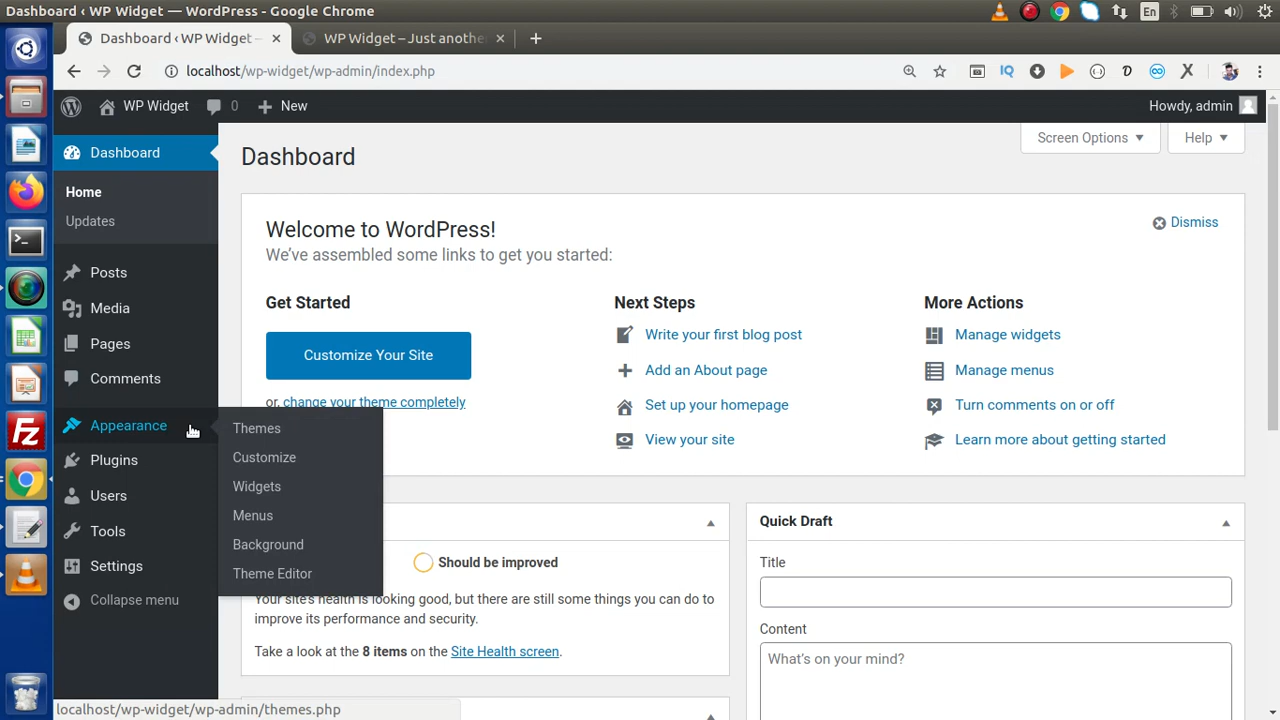 Dashboard ‹ WP Widget — WordPress - Google Chrome
En
Dashboard ‹ WP Widget —
WP Widget – Just anothe
localhost/wp-widget/wp-admin/index.php
IQ
D
X
WP Widget
0
New
Howdy, admin
Dashboard
Home
Updates
Posts
Media
Pages
Comments
Appearance
Plugins
Users
Tools
Settings
Collapse menu
Themes
Customize
Widgets
Menus
Background
Theme Editor
Dashboard
Screen Options
Help
Welcome to WordPress!
We’ve assembled some links to get you started:
Dismiss
Get Started
Customize Your Site
or, change your theme completely
Next Steps
Write your first blog post
Add an About page
Set up your homepage
View your site
More Actions
Manage widgets
Manage menus
Turn comments on or off
Learn more about getting started
Should be improved
Your site’s health is looking good, but there are still some things you can do to
improve its performance and security.
Take a look at the 8 items on the Site Health screen.
Quick Draft
Title
Content
What’s on your mind?
Fz
localhost/wp-widget/wp-admin/themes.php